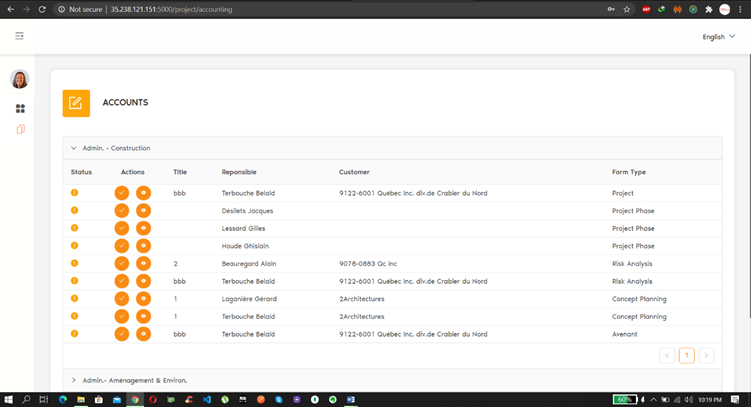 Not secure | 35.238.121.151:5000/project/accounting
ABP
English
ACCOUNTS
Admin. - Construction
Status Actions Title Reponsible Customer Form Type
bbb Terbouche Belaid 9122-6001 Québec Inc. div.de Crabier du Nord Project
Désilets Jacques Project Phase
Lessard Gilles Project Phase
Houde Ghislain Project Phase
2 Beauregard Alain 9078-0883 Qc inc Risk Analysis
bbb Terbouche Belaid 9122-6001 Québec Inc. div.de Crabier du Nord Risk Analysis
1 Laganière Gérard 2Architectures Concept Planning
1 Terbouche Belaid 2Architectures Concept Planning
bbb Terbouche Belaid 9122-6001 Québec Inc. div.de Crabier du Nord Avenant
< 1 >
Admin.- Aménagement & Environ.
60% 10:19 PM